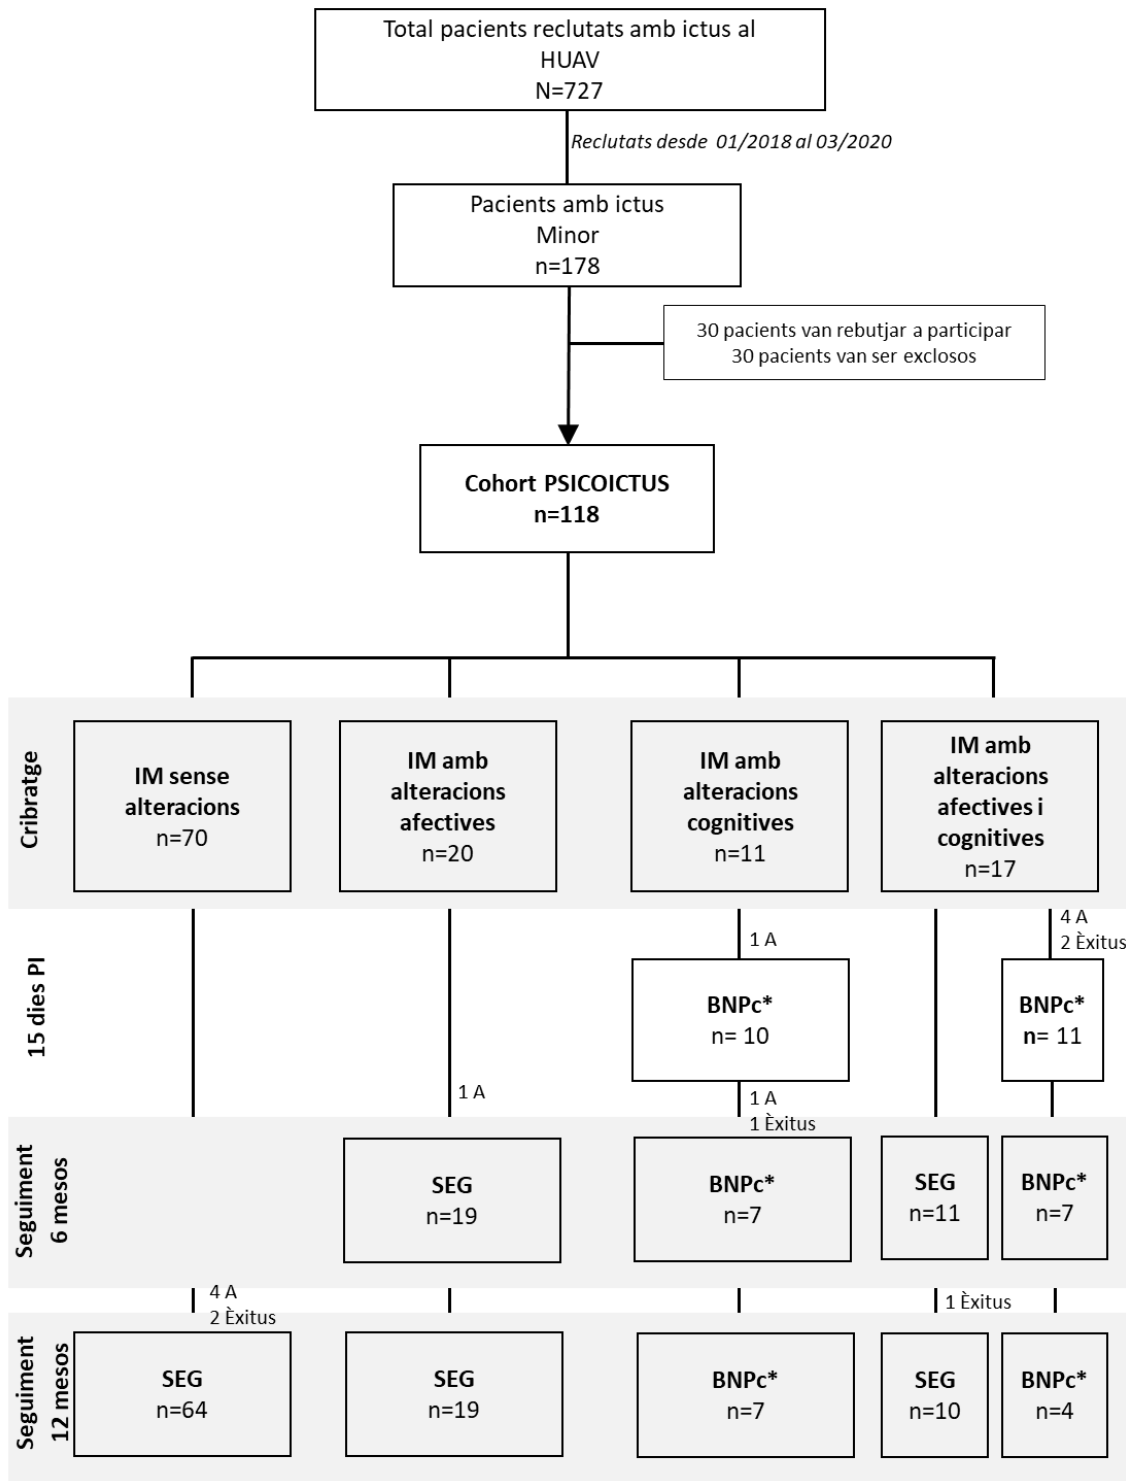 Total pacients reclutats amb ictus al
HUAV
N=727
Reclutats desde 01/2018 al 03/2020
Pacients amb ictus
Minor
n=178
30 pacients van rebutjar a participar
30 pacients van ser exclosos
Cohort PSICOICTUS
n=118
Cribratge
IM sense
alteracions
n=70
IM amb
alteracions
afectives
n=20
IM amb
alteracions
cognitives
n=11
IM amb
alteracions
afectives i
cognitives
n=17
15 dies PI
1 A
4 A
2 Èxitus
BNPc*
n= 10
BNPc*
n= 11
1 A
1 A
1 Èxitus
Seguiment
6 mesos
SEG
n=19
BNPc*
n=7
SEG
n=11
BNPc*
n=7
4 A
2 Èxitus
1 Èxitus
Seguiment
12 mesos
SEG
n=64
SEG
n=19
BNPc*
n=7
SEG
n=10
BNPc*
n=4